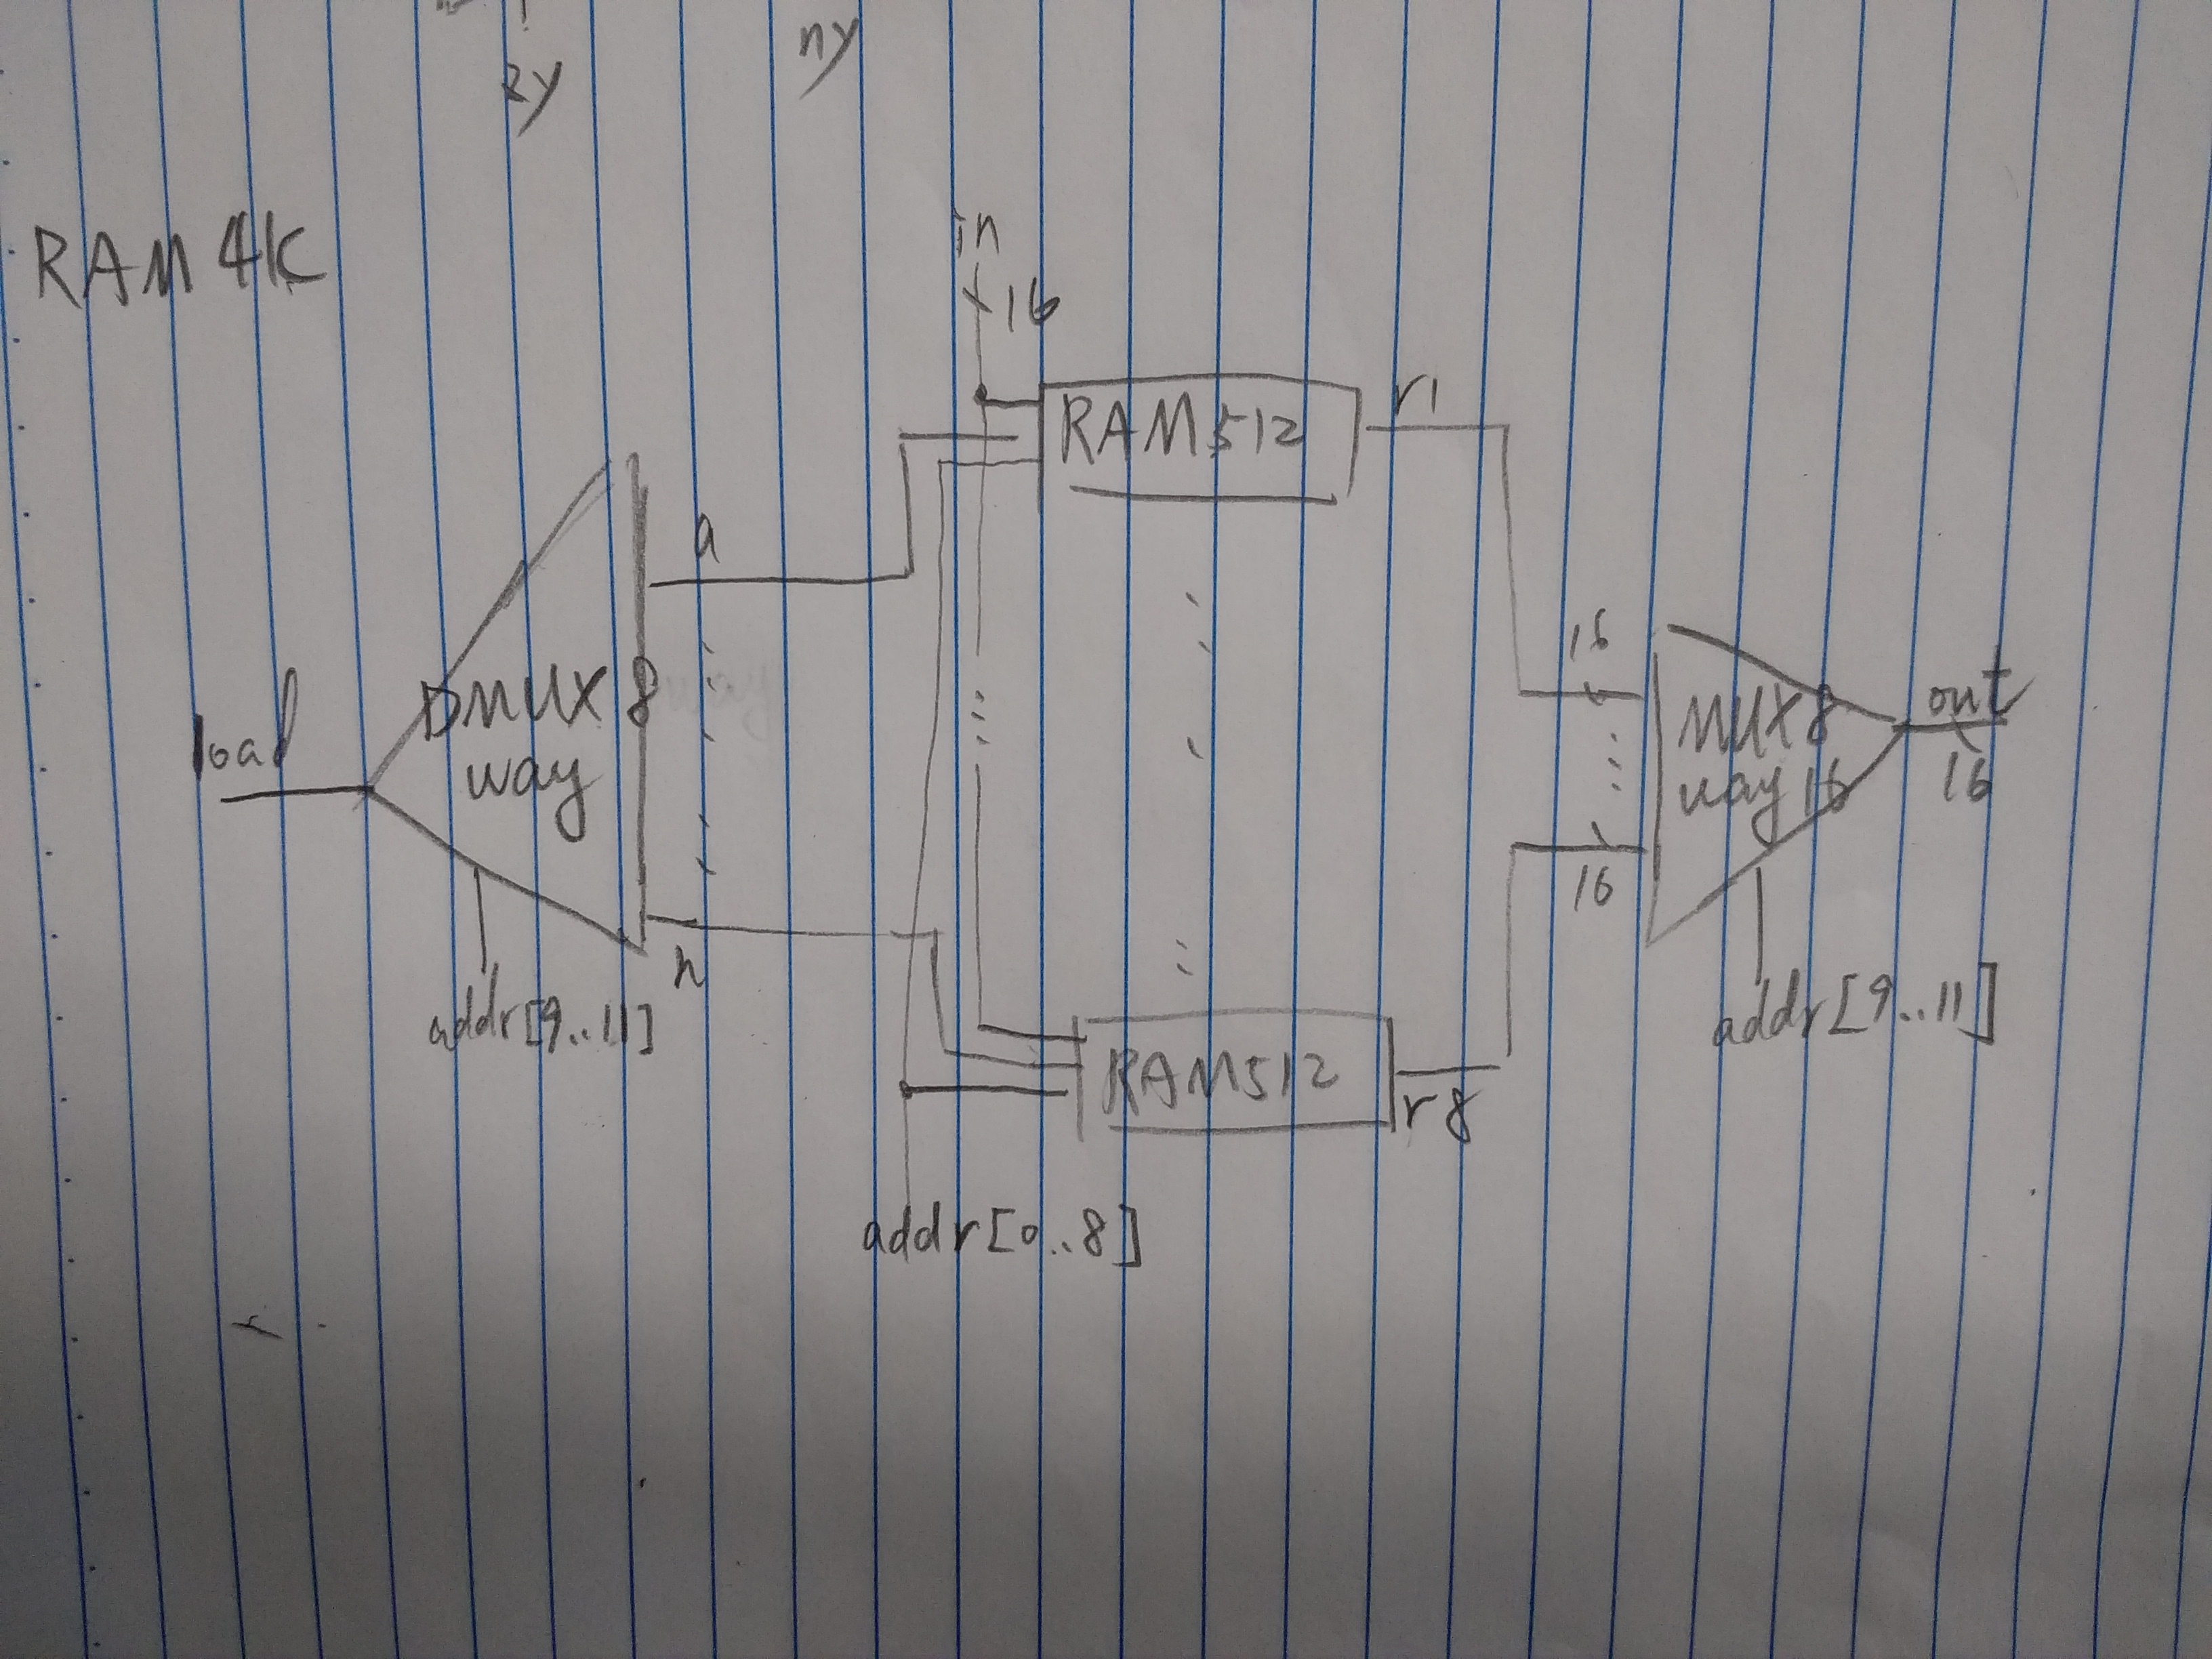 zy
ny
RAM 4K
in
16
RAM512
r1
a
16
load
DMUX 8
way
MUX8
way 16
out
16
16
h
addr[9..11]
addr[9..11]
RAM512
r8
addr[0..8]
r